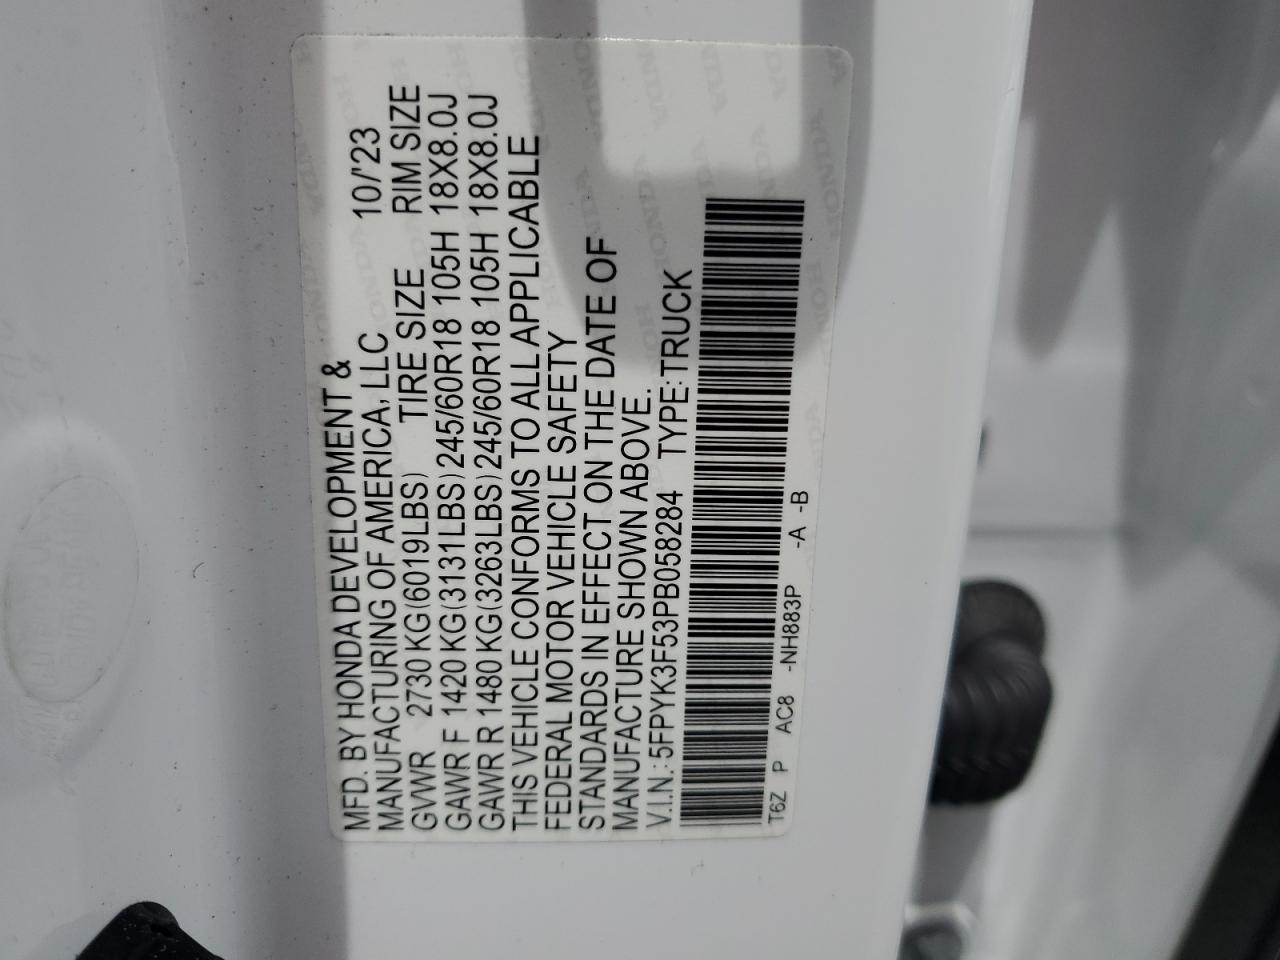 MFD. BY HONDA DEVELOPMENT &
MANUFACTURING OF AMERICA, LLC 10/'23
GVWR 2730 KG(6019LBS) TIRE SIZE RIM SIZE
GAWR F 1420 KG(3131LBS) 245/60R18 105H 18X8.0J
GAWR R 1480 KG(3263LBS) 245/60R18 105H 18X8.0J
THIS VEHICLE CONFORMS TO ALL APPLICABLE
FEDERAL MOTOR VEHICLE SAFETY
STANDARDS IN EFFECT ON THE DATE OF
MANUFACTURE SHOWN ABOVE.
V.I.N.: 5FPYK3F53PB058284 TYPE: TRUCK
T6Z P AC8 -NH883P -A -B